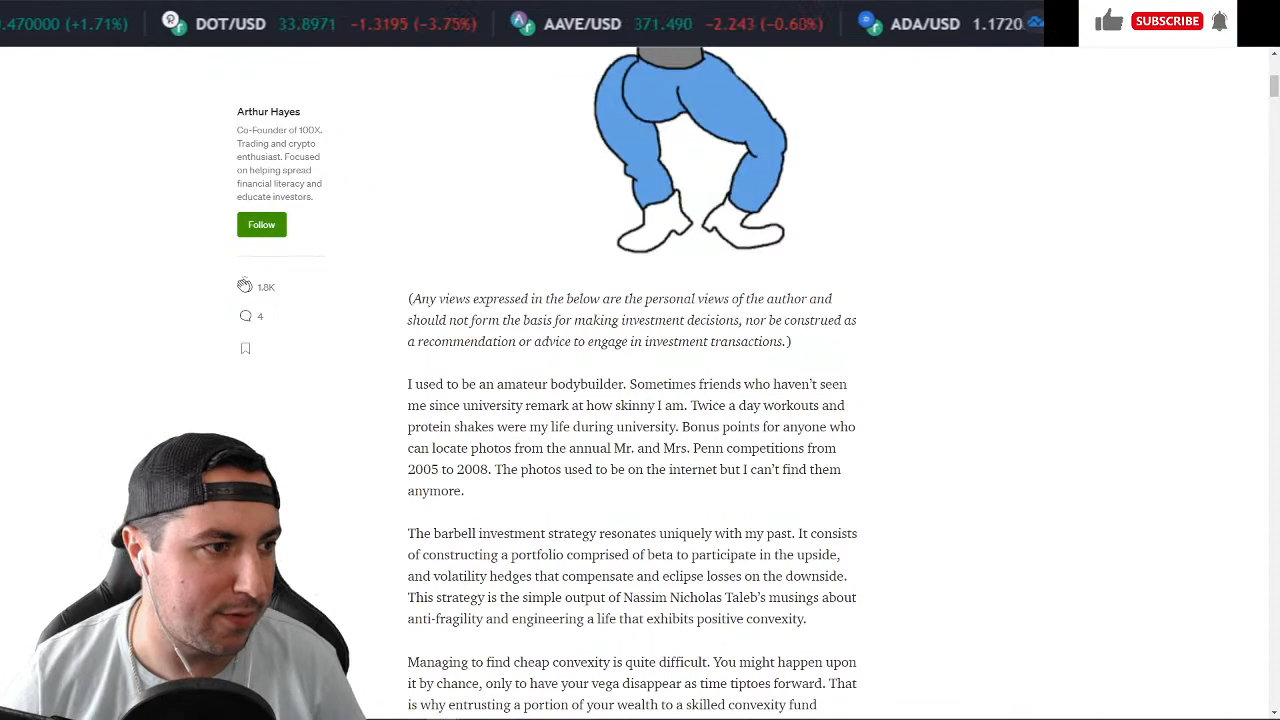 .470000 (+1.71%) DOT/USD 33.8971 −1.3195 (−3.75%) AAVE/USD 371.490 −2.243 (−0.60%) ADA/USD 1.1720
SUBSCRIBE
Arthur Hayes
Co-Founder of 100X.
Trading and crypto
enthusiast. Focused
on helping spread
financial literacy and
educate investors.
Follow
1.8K
4
(Any views expressed in the below are the personal views of the author and
should not form the basis for making investment decisions, nor be construed as
a recommendation or advice to engage in investment transactions.)
I used to be an amateur bodybuilder. Sometimes friends who haven't seen
me since university remark at how skinny I am. Twice a day workouts and
protein shakes were my life during university. Bonus points for anyone who
can locate photos from the annual Mr. and Mrs. Penn competitions from
2005 to 2008. The photos used to be on the internet but I can't find them
anymore.
The barbell investment strategy resonates uniquely with my past. It consists
of constructing a portfolio comprised of beta to participate in the upside,
and volatility hedges that compensate and eclipse losses on the downside.
This strategy is the simple output of Nassim Nicholas Taleb's musings about
anti-fragility and engineering a life that exhibits positive convexity.
Managing to find cheap convexity is quite difficult. You might happen upon
it by chance, only to have your vega disappear as time tiptoes forward. That
is why entrusting a portion of your wealth to a skilled convexity fund